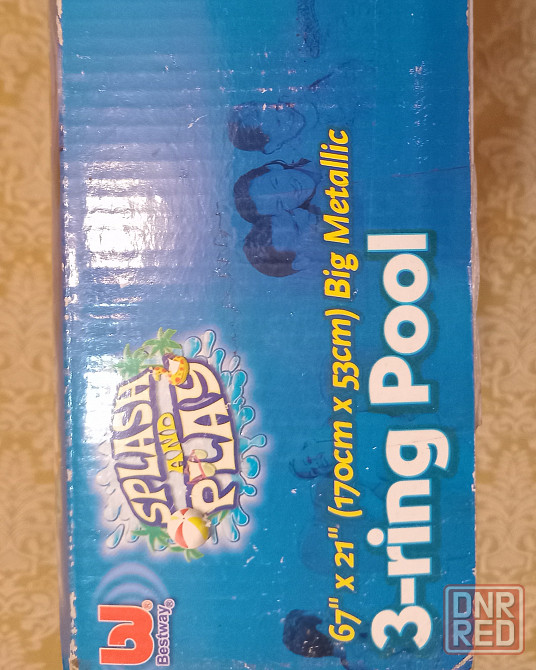 Bestway®
SPLASH
AND
PLAY
67" x 21" (170cm x 53cm) Big Metallic
3-ring Pool
DNR
RED